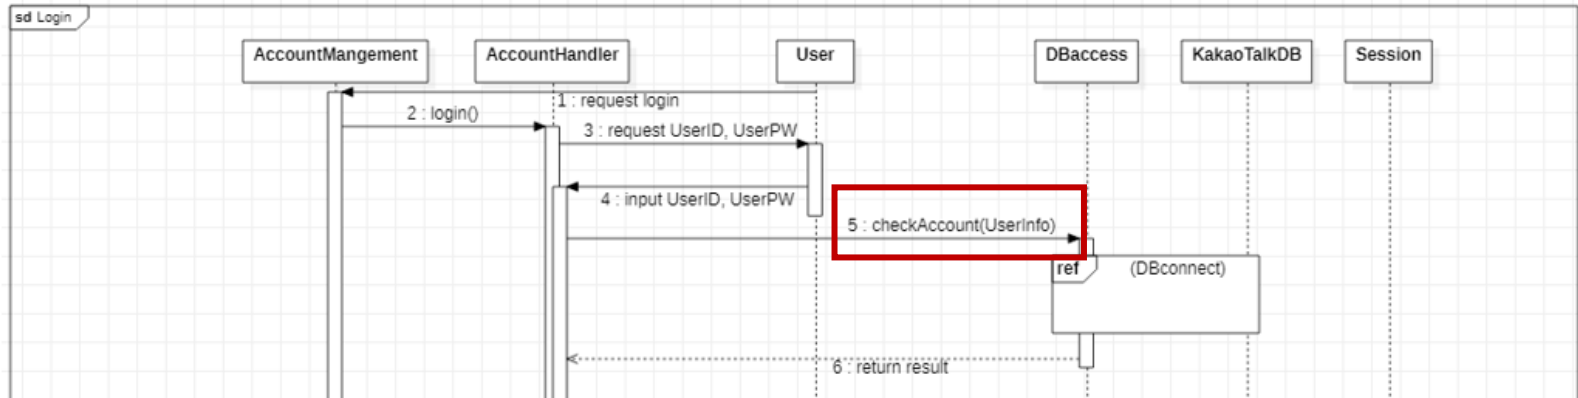 sd Login
AccountMangement
AccountHandler
User
DBaccess
KakaoTalkDB
Session
1 : request login
2 : login()
3 : request UserID, UserPW
4 : input UserID, UserPW
5 : checkAccount(UserInfo)
ref
(DBconnect)
6 : return result